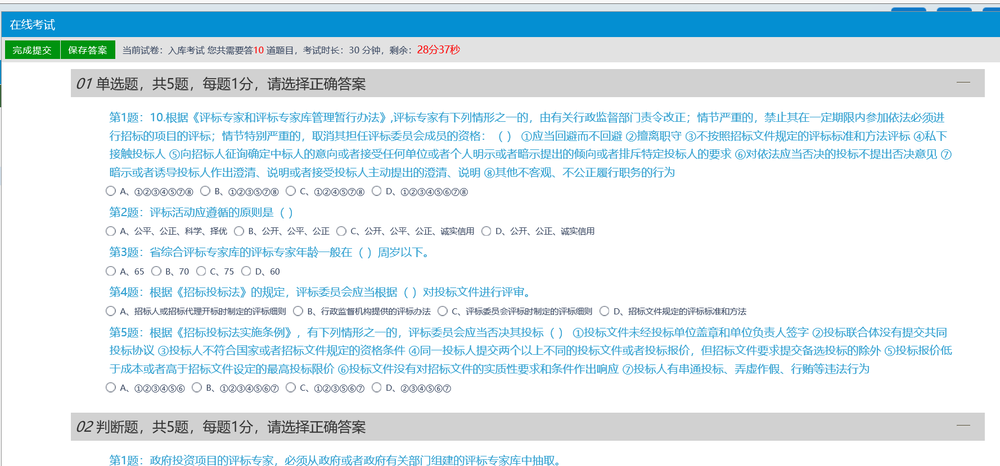 在线考试
完成提交 保存答案 当前试卷：入库考试 您共需要答10 道题目，考试时长：30 分钟，剩余：28分37秒
01 单选题，共5题，每题1分，请选择正确答案
第1题：10.根据《评标专家和评标专家库管理暂行办法》,评标专家有下列情形之一的，由有关行政监督部门责令改正；情节严重的，禁止其在一定期限内参加依法必须进
行招标的项目的评标；情节特别严重的，取消其担任评标委员会成员的资格：（ ） ①应当回避而不回避 ②擅离职守 ③不按照招标文件规定的评标标准和方法评标 ④私下
接触投标人 ⑤向招标人征询确定中标人的意向或者接受任何单位或者个人明示或者暗示提出的倾向或者排斥特定投标人的要求 ⑥对依法应当否决的投标不提出否决意见 ⑦
暗示或者诱导投标人作出澄清、说明或者接受投标人主动提出的澄清、说明 ⑧其他不客观、不公正履行职务的行为
A、①②③④⑤⑦⑧ B、①②③⑤⑦⑧ C、①②④⑤⑦⑧ D、①②③④⑤⑥⑦⑧
第2题：评标活动应遵循的原则是（ ）
A、公平、公正、科学、择优 B、公开、公平、公正 C、公开、公平、公正、诚实信用 D、公开、公正、诚实信用
第3题：省综合评标专家库的评标专家年龄一般在（ ）周岁以下。
A、65 B、70 C、75 D、60
第4题：根据《招标投标法》的规定，评标委员会应当根据（ ）对投标文件进行评审。
A、招标人或招标代理开标时制定的评标细则 B、行政监督机构提供的评标办法 C、评标委员会评标时制定的评标细则 D、招标文件规定的评标标准和方法
第5题：根据《招标投标法实施条例》，有下列情形之一的，评标委员会应当否决其投标（ ） ①投标文件未经投标单位盖章和单位负责人签字 ②投标联合体没有提交共同
投标协议 ③投标人不符合国家或者招标文件规定的资格条件 ④同一投标人提交两个以上不同的投标文件或者投标报价，但招标文件要求提交备选投标的除外 ⑤投标报价低
于成本或者高于招标文件设定的最高投标限价 ⑥投标文件没有对招标文件的实质性要求和条件作出响应 ⑦投标人有串通投标、弄虚作假、行贿等违法行为
A、①②③④⑤⑥ B、①②③④⑤⑥⑦ C、①②③⑤⑥⑦ D、②③④⑤⑥⑦
02 判断题，共5题，每题1分，请选择正确答案
第1题：政府投资项目的评标专家，必须从政府或者政府有关部门组建的评标专家库中抽取。